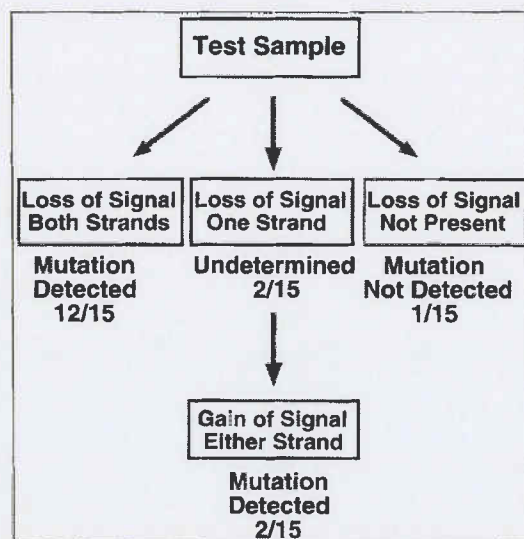 Test Sample
Loss of Signal
Both Strands
Mutation
Detected
12/15
Loss of Signal
One Strand
Undetermined
2/15
Loss of Signal
Not Present
Mutation
Not Detected
1/15
Gain of Signal
Either Strand
Mutation
Detected
2/15